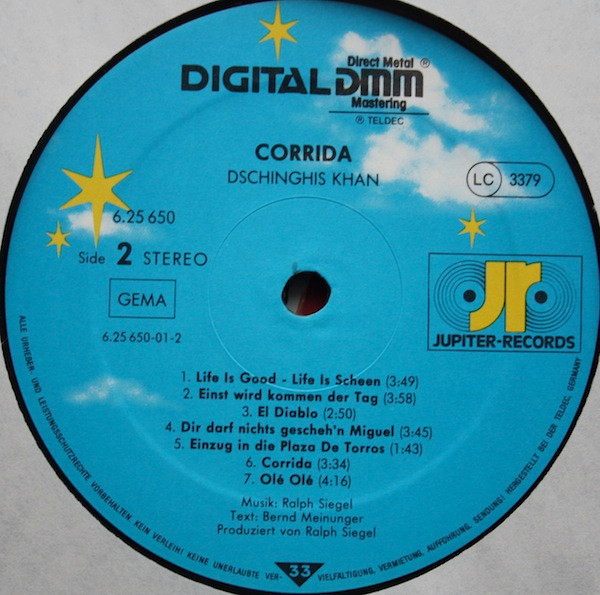 Direct Metal ®
DIGITAL DMM
Mastering
℗ TELDEC
CORRIDA
DSCHINGHIS KHAN
LC 3379
6.25 650
Side 2 STEREO
GEMA
6.25 650-01-2
jr
JUPITER-RECORDS
1. Life Is Good - Life Is Scheen (3:49)
2. Einst wird kommen der Tag (3:58)
3. El Diablo (2:50)
4. Dir darf nichts gescheh'n Miguel (3:45)
5. Einzug in die Plaza De Torros (1:43)
6. Corrida (3:34)
7. Olé Olé (4:16)
Musik: Ralph Siegel
Text: Bernd Meinunger
Produziert von Ralph Siegel
33
ALLE URHEBER- UND LEISTUNGSSCHUTZRECHTE VORBEHALTEN KEIN VERLEIH! KEINE UNERLAUBTE VER- VIELFÄLTIGUNG, VERMIETUNG, AUFFÜHRUNG, SENDUNG! HERGESTELLT BEI DER TELDEC, GERMANY